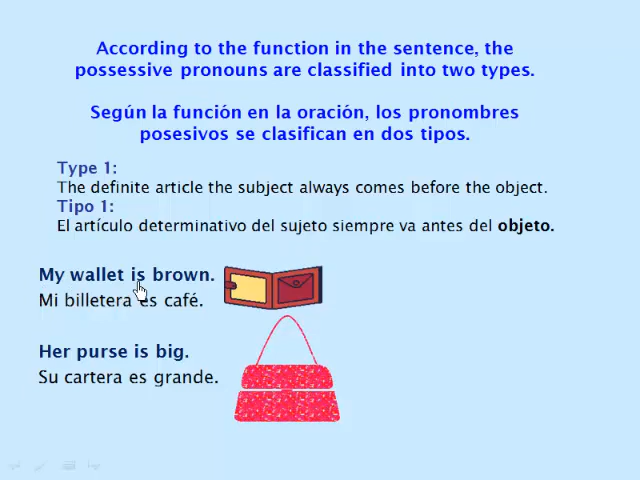 According to the function in the sentence, the
possessive pronouns are classified into two types.
Según la función en la oración, los pronombres
posesivos se clasifican en dos tipos.
Type 1:
The definite article the subject always comes before the object.
Tipo 1:
El artículo determinativo del sujeto siempre va antes del objeto.
My wallet is brown.
Mi billetera es café.
Her purse is big.
Su cartera es grande.